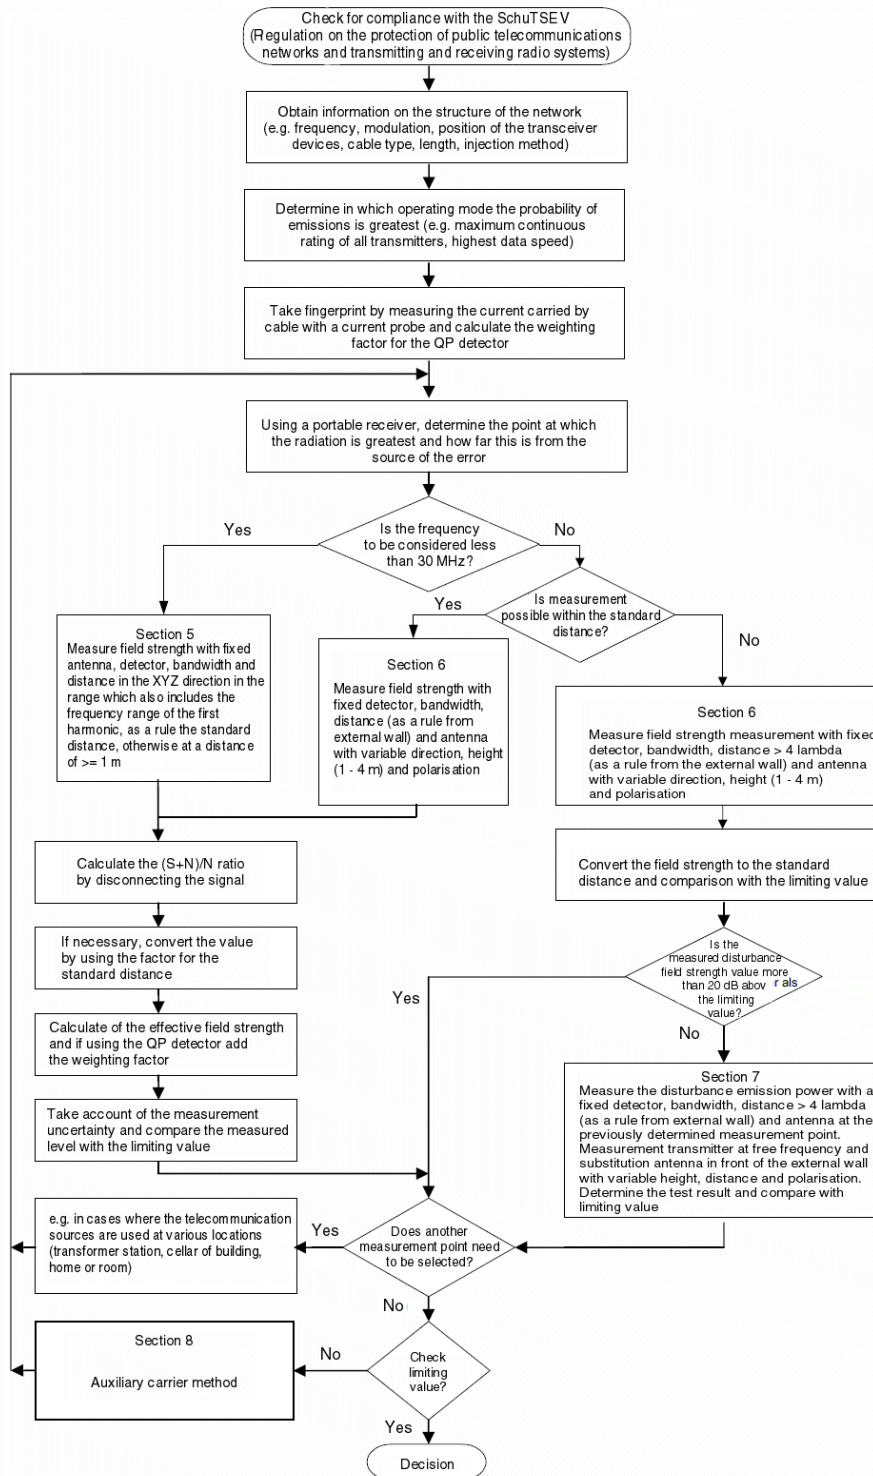 Check for compliance with the SchuTSEV
(Regulation on the protection of public telecommunications
networks and transmitting and receiving radio systems)
Obtain information on the structure of the network
(e.g. frequency, modulation, position of the transceiver
devices, cable type, length, injection method)
Determine in which operating mode the probability of
emissions is greatest (e.g. maximum continuous
rating of all transmitters, highest data speed)
Take fingerprint by measuring the current carried by
cable with a current probe and calculate the weighting
factor for the QP detector
Using a portable receiver, determine the point at which
the radiation is greatest and how far this is from the
source of the error
Is the frequency
to be considered less
than 30 MHz?
Yes
No
Is measurement
possible within the standard
distance?
Yes
No
Section 5
Measure field strength with fixed
antenna, detector, bandwidth and
distance in the XYZ direction in the
range which also includes the
frequency range of the first
harmonic, as a rule the standard
distance, otherwise at a distance
of >= 1 m
Section 6
Measure field strength with
fixed detector, bandwidth,
distance (as a rule from
external wall) and antenna
with variable direction, height
(1 - 4 m) and polarisation
Section 6
Measure field strength measurement with fixed
detector, bandwidth, distance > 4 lambda
(as a rule from the external wall) and antenna
with variable direction, height (1 - 4 m)
and polarisation
Calculate the (S+N)/N ratio
by disconnecting the signal
Convert the field strength to the standard
distance and comparison with the limiting value
If necessary, convert the value
by using the factor for the
standard distance
Is the
measured disturbance
field strength value more
than 20 dB abov r als
the limiting
value?
Yes
No
Calculate of the effective field strength
and if using the QP detector add
the weighting factor
Section 7
Measure the disturbance emission power with a
fixed detector, bandwidth, distance > 4 lambda
(as a rule from external wall) and antenna at the
previously determined measurement point.
Measurement transmitter at free frequency and
substitution antenna in front of the external wall
with variable height, distance and polarisation.
Determine the test result and compare with
limiting value
Take account of the measurement
uncertainty and compare the measured
level with the limiting value
e.g. in cases where the telecommunication
sources are used at various locations
(transformer station, cellar of building,
home or room)
Yes
Does another
measurement point need
to be selected?
No
Section 8
Auxiliary carrier method
No
Check
limiting
value?
Yes
Decision